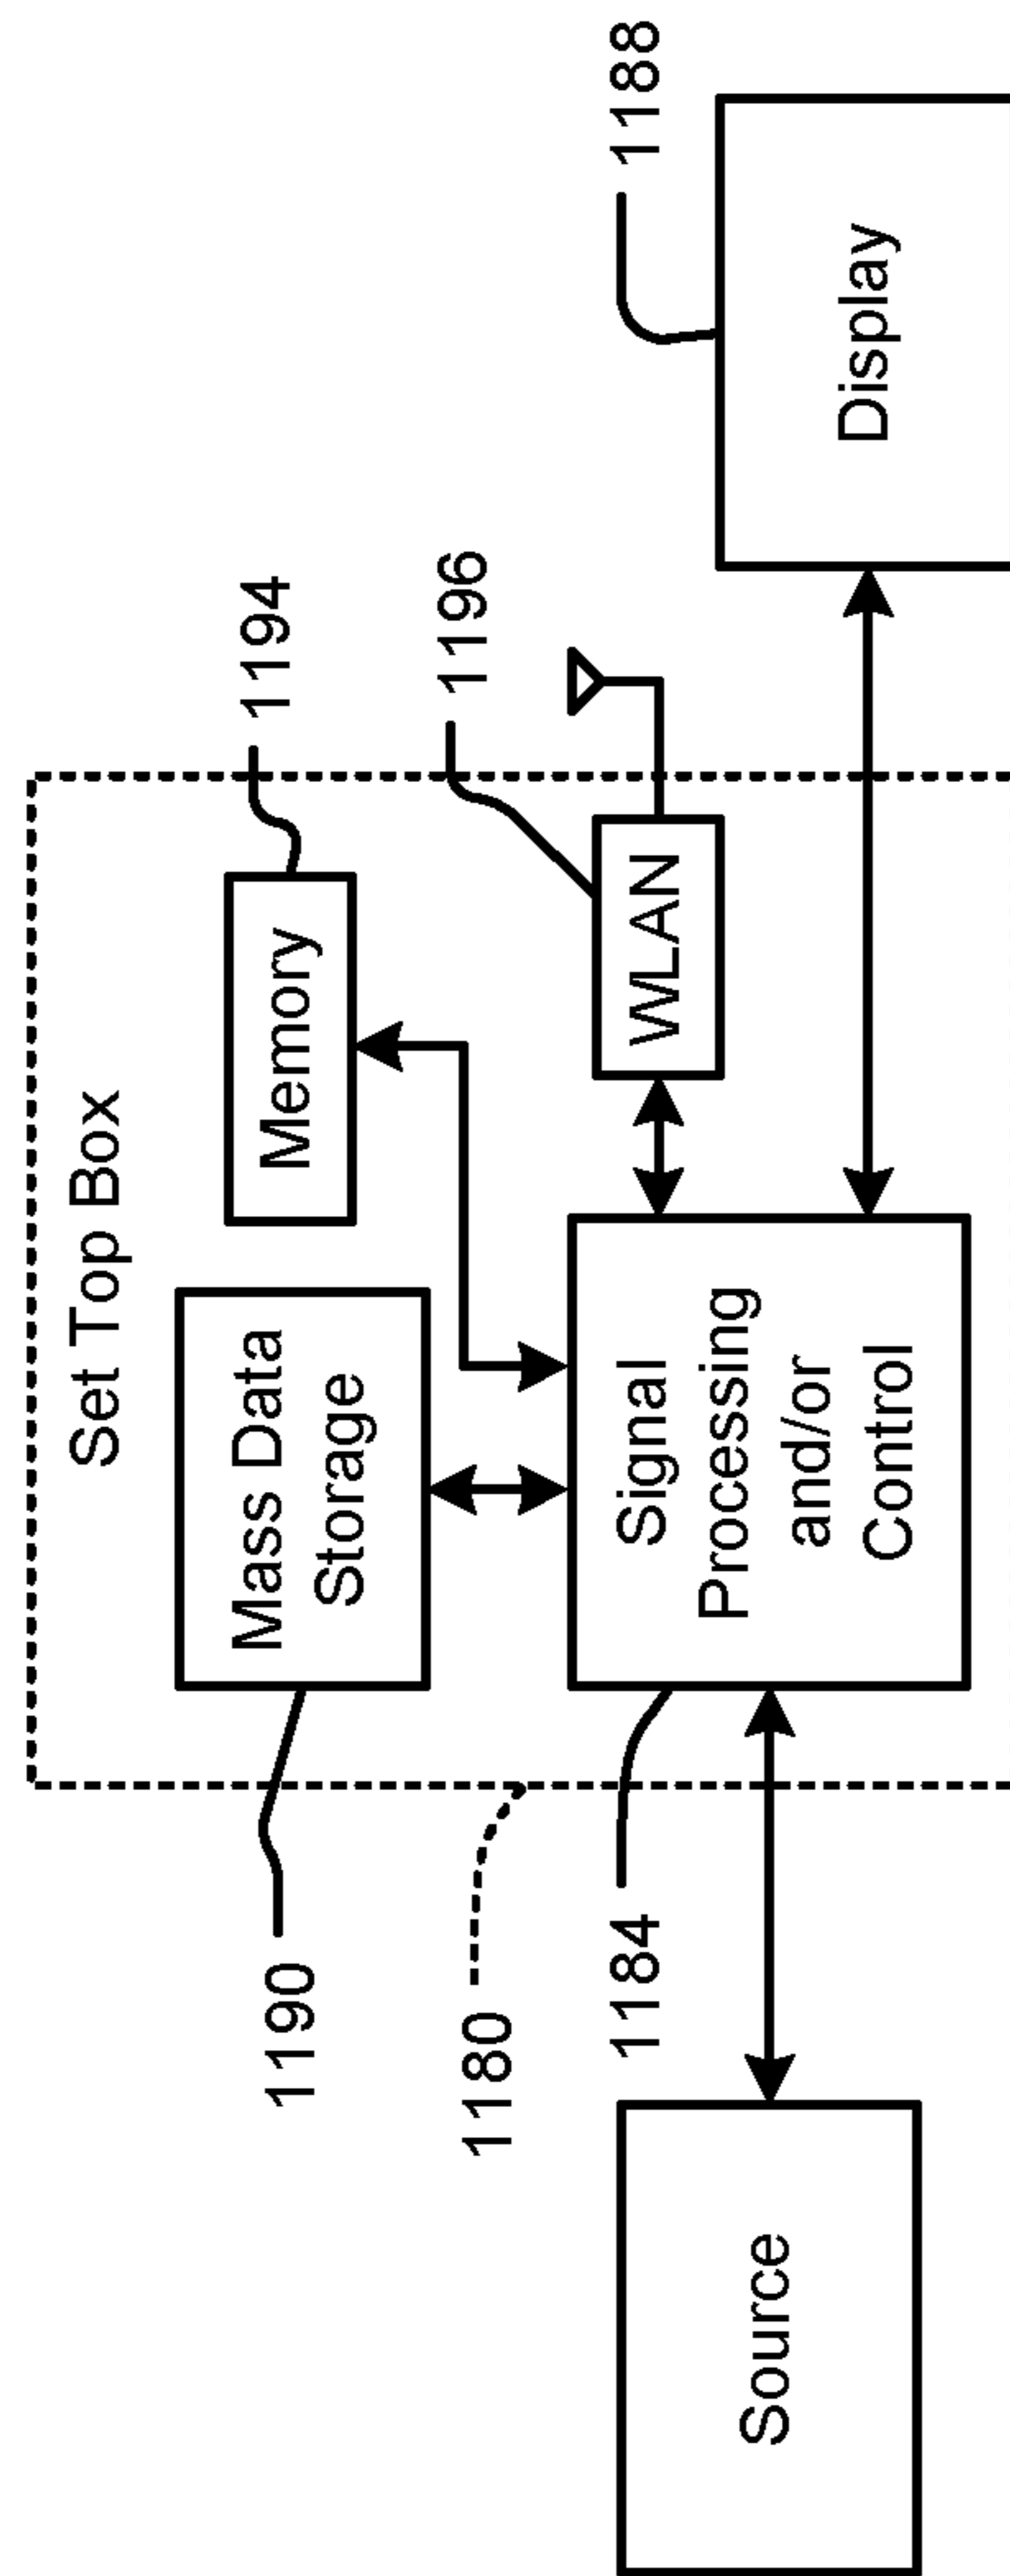 Set Top Box
1190
Mass Data
Storage
Memory
1194
1180
1196
1184
Signal
Processing
and/or
Control
WLAN
1188
Source
Display